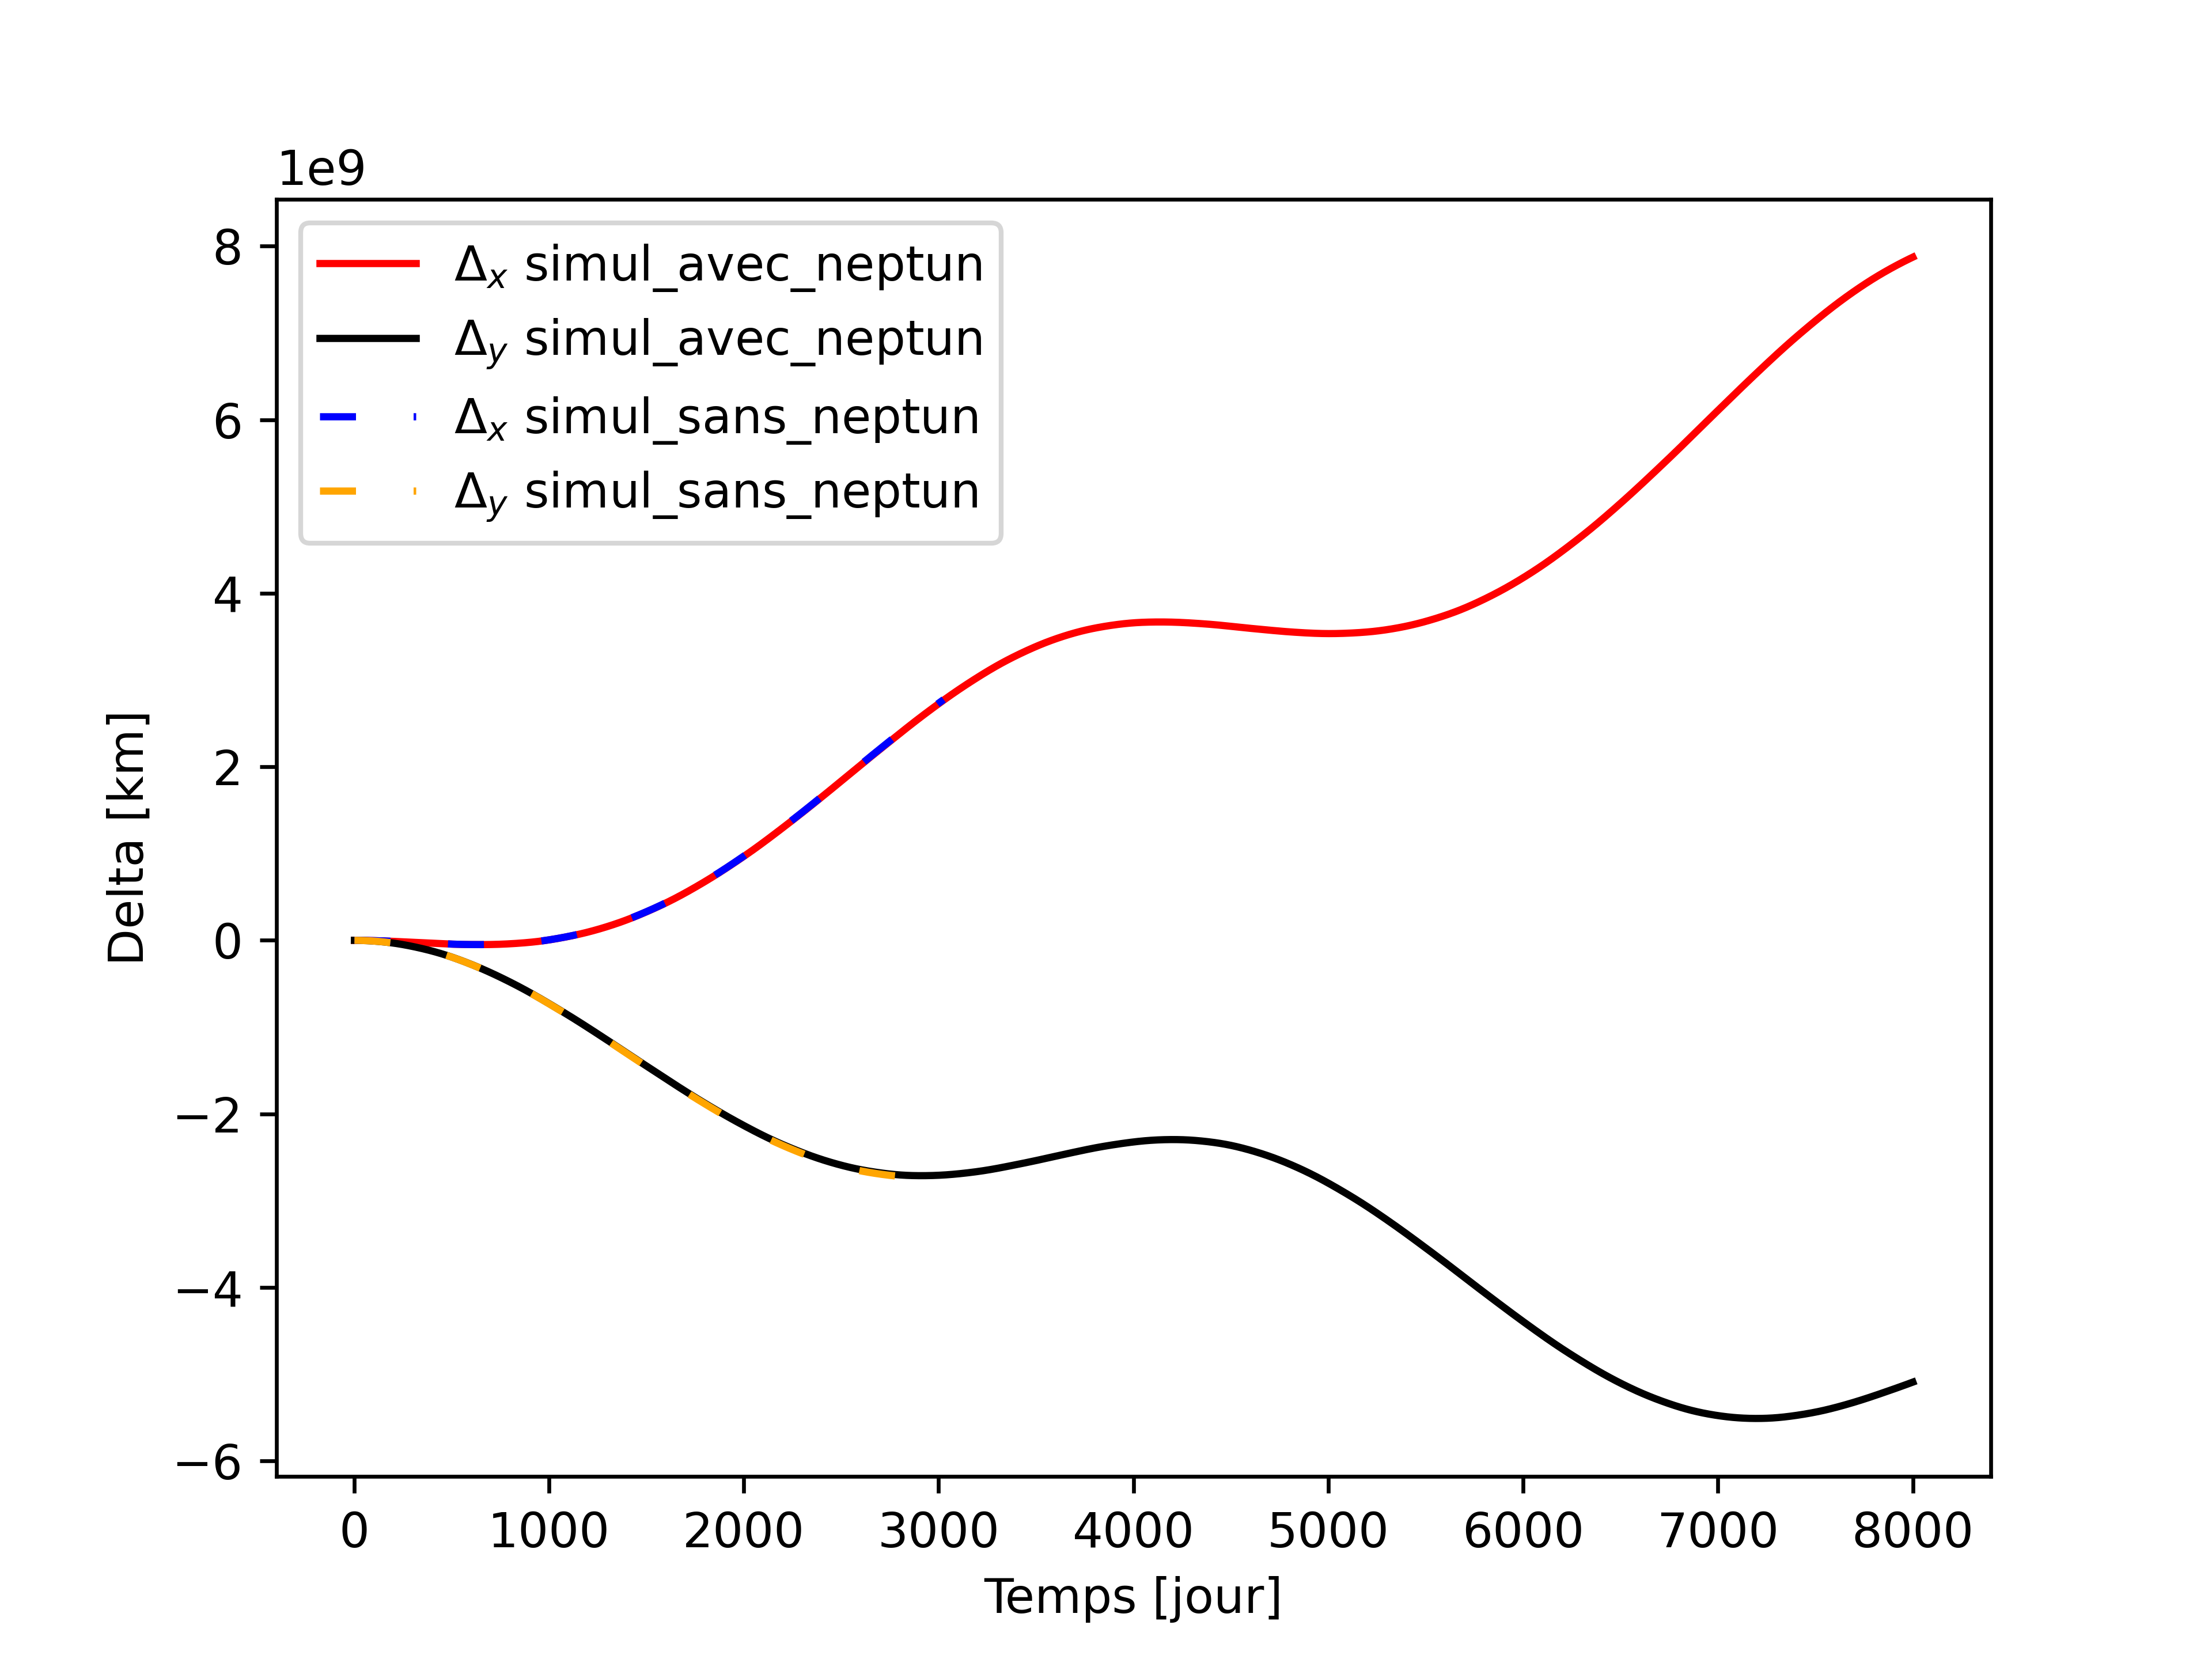 1e9
Δx simul_avec_neptun
Δy simul_avec_neptun
Δx simul_sans_neptun
Δy simul_sans_neptun
8
6
4
2
0
−2
−4
−6
Delta [km]
0 1000 2000 3000 4000 5000 6000 7000 8000
Temps [jour]